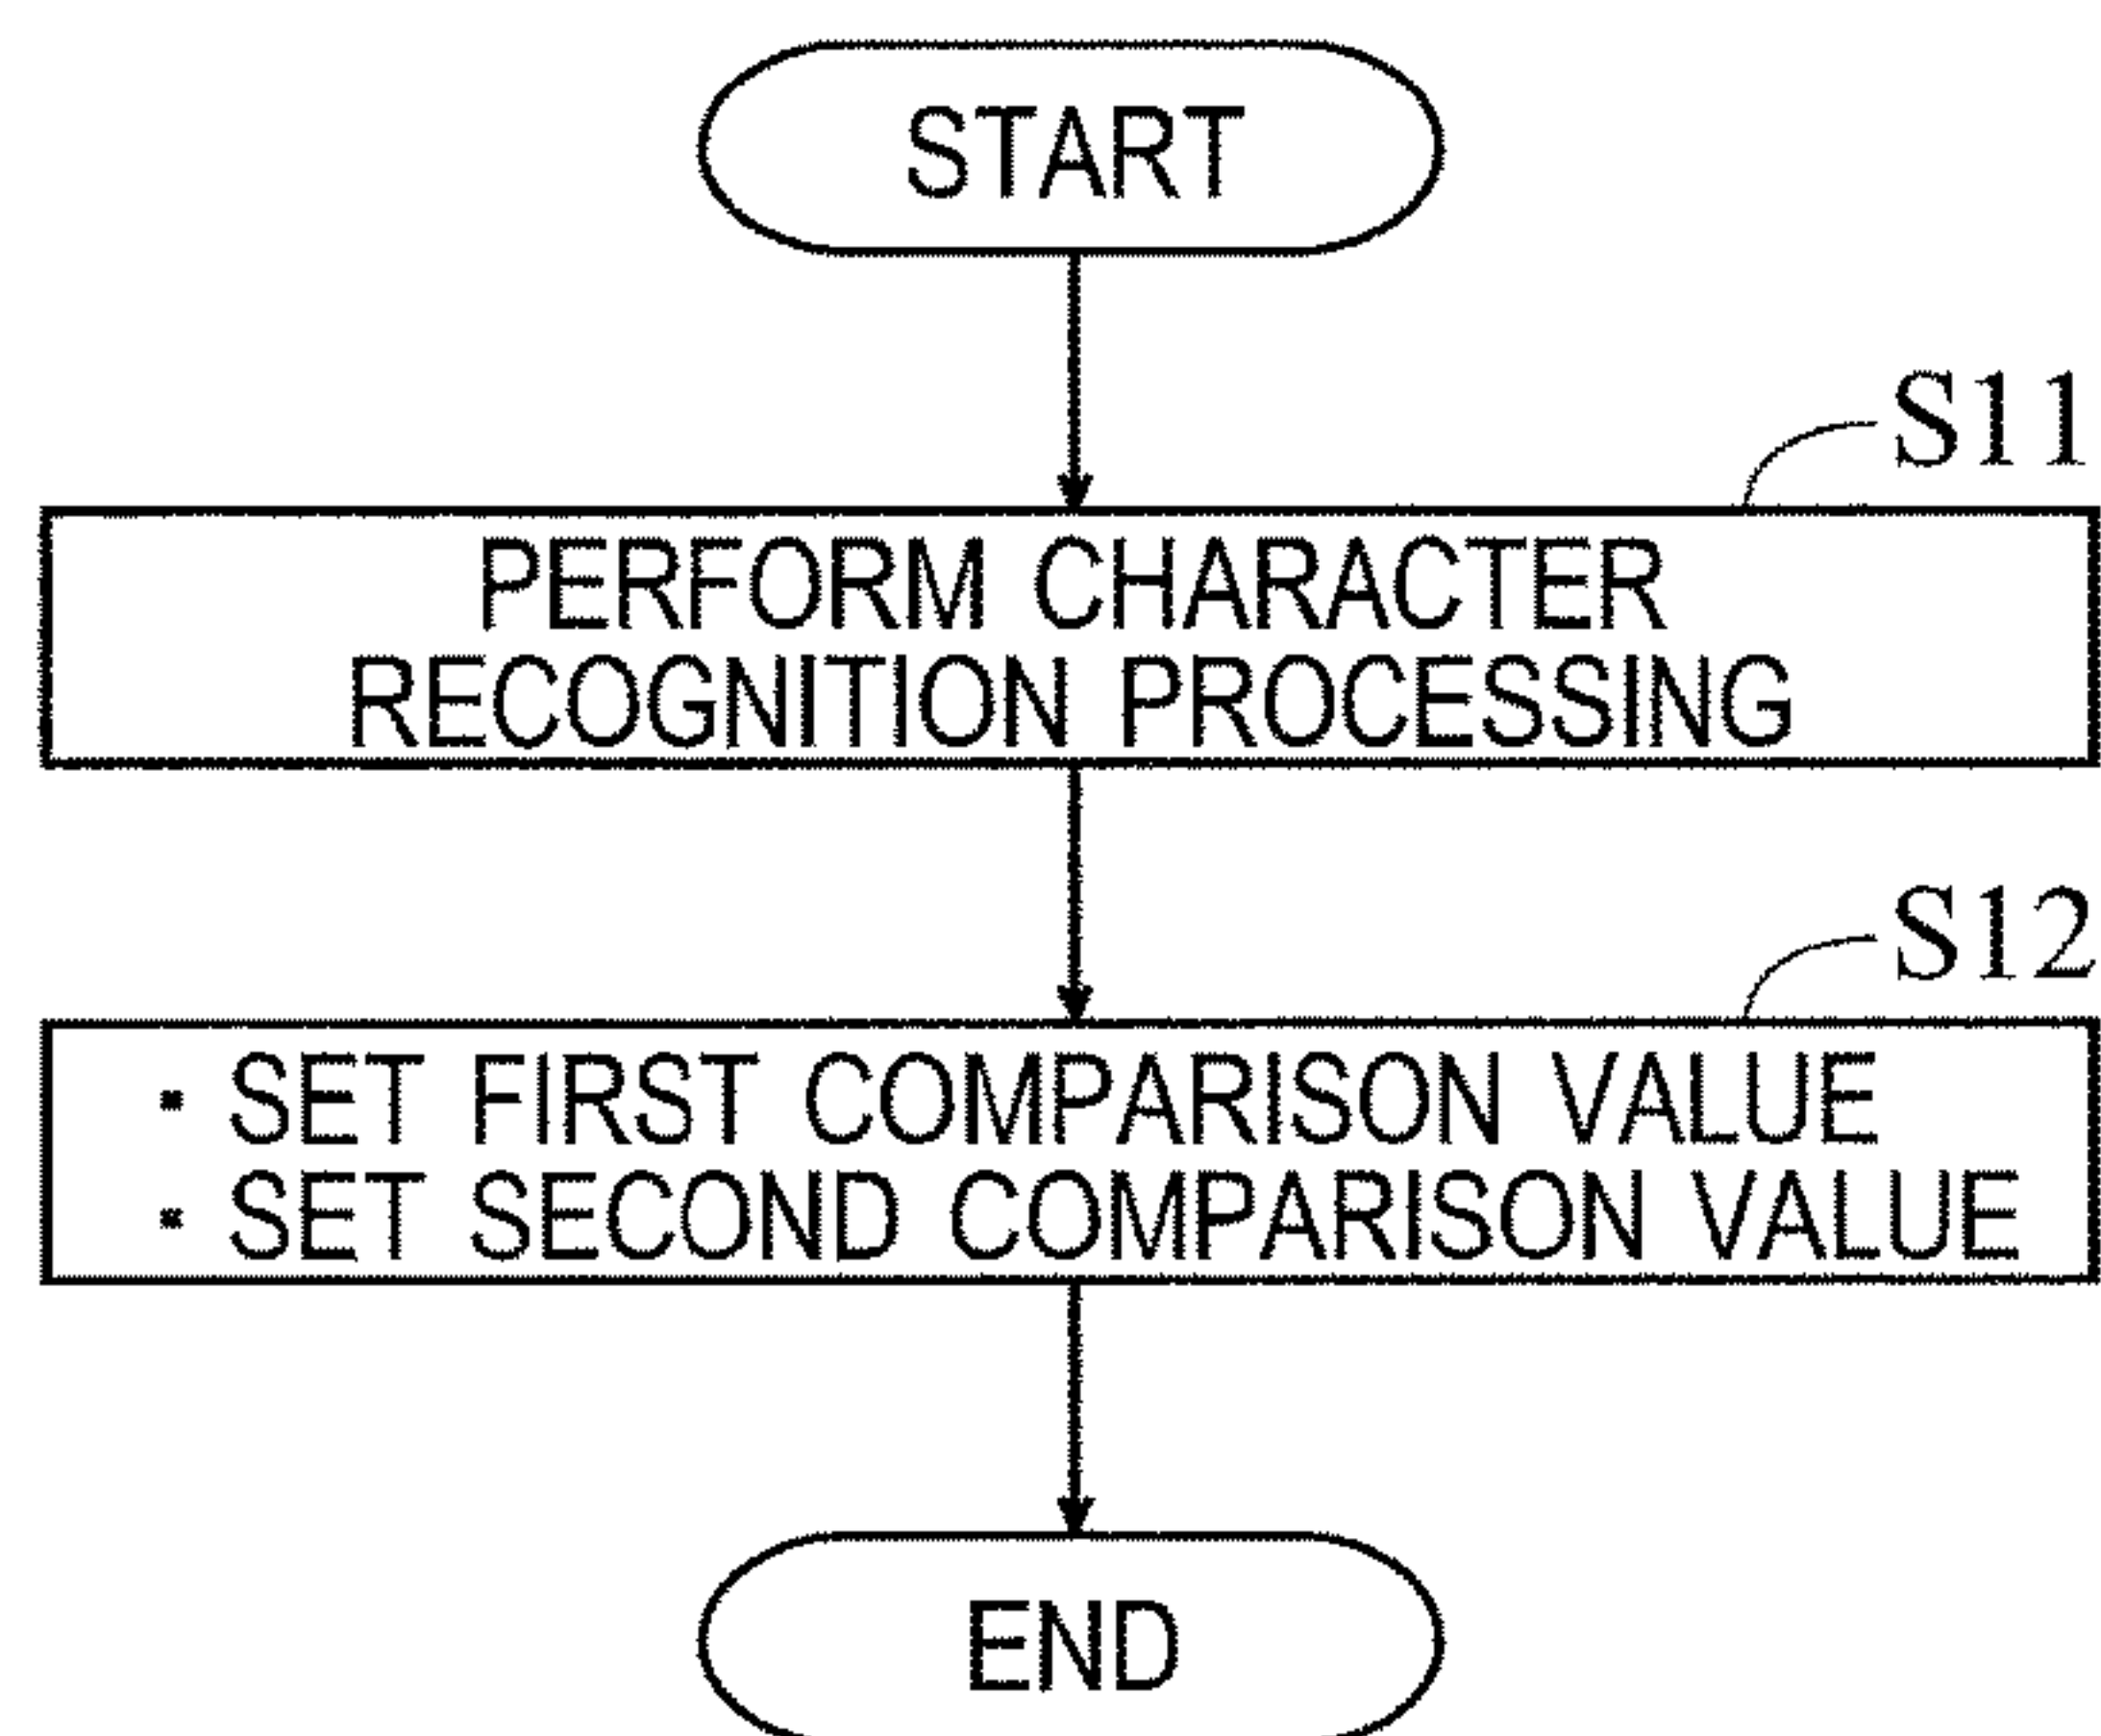 START
S11
PERFORM CHARACTER
RECOGNITION PROCESSING
S12
・SET FIRST COMPARISON VALUE
・SET SECOND COMPARISON VALUE
END